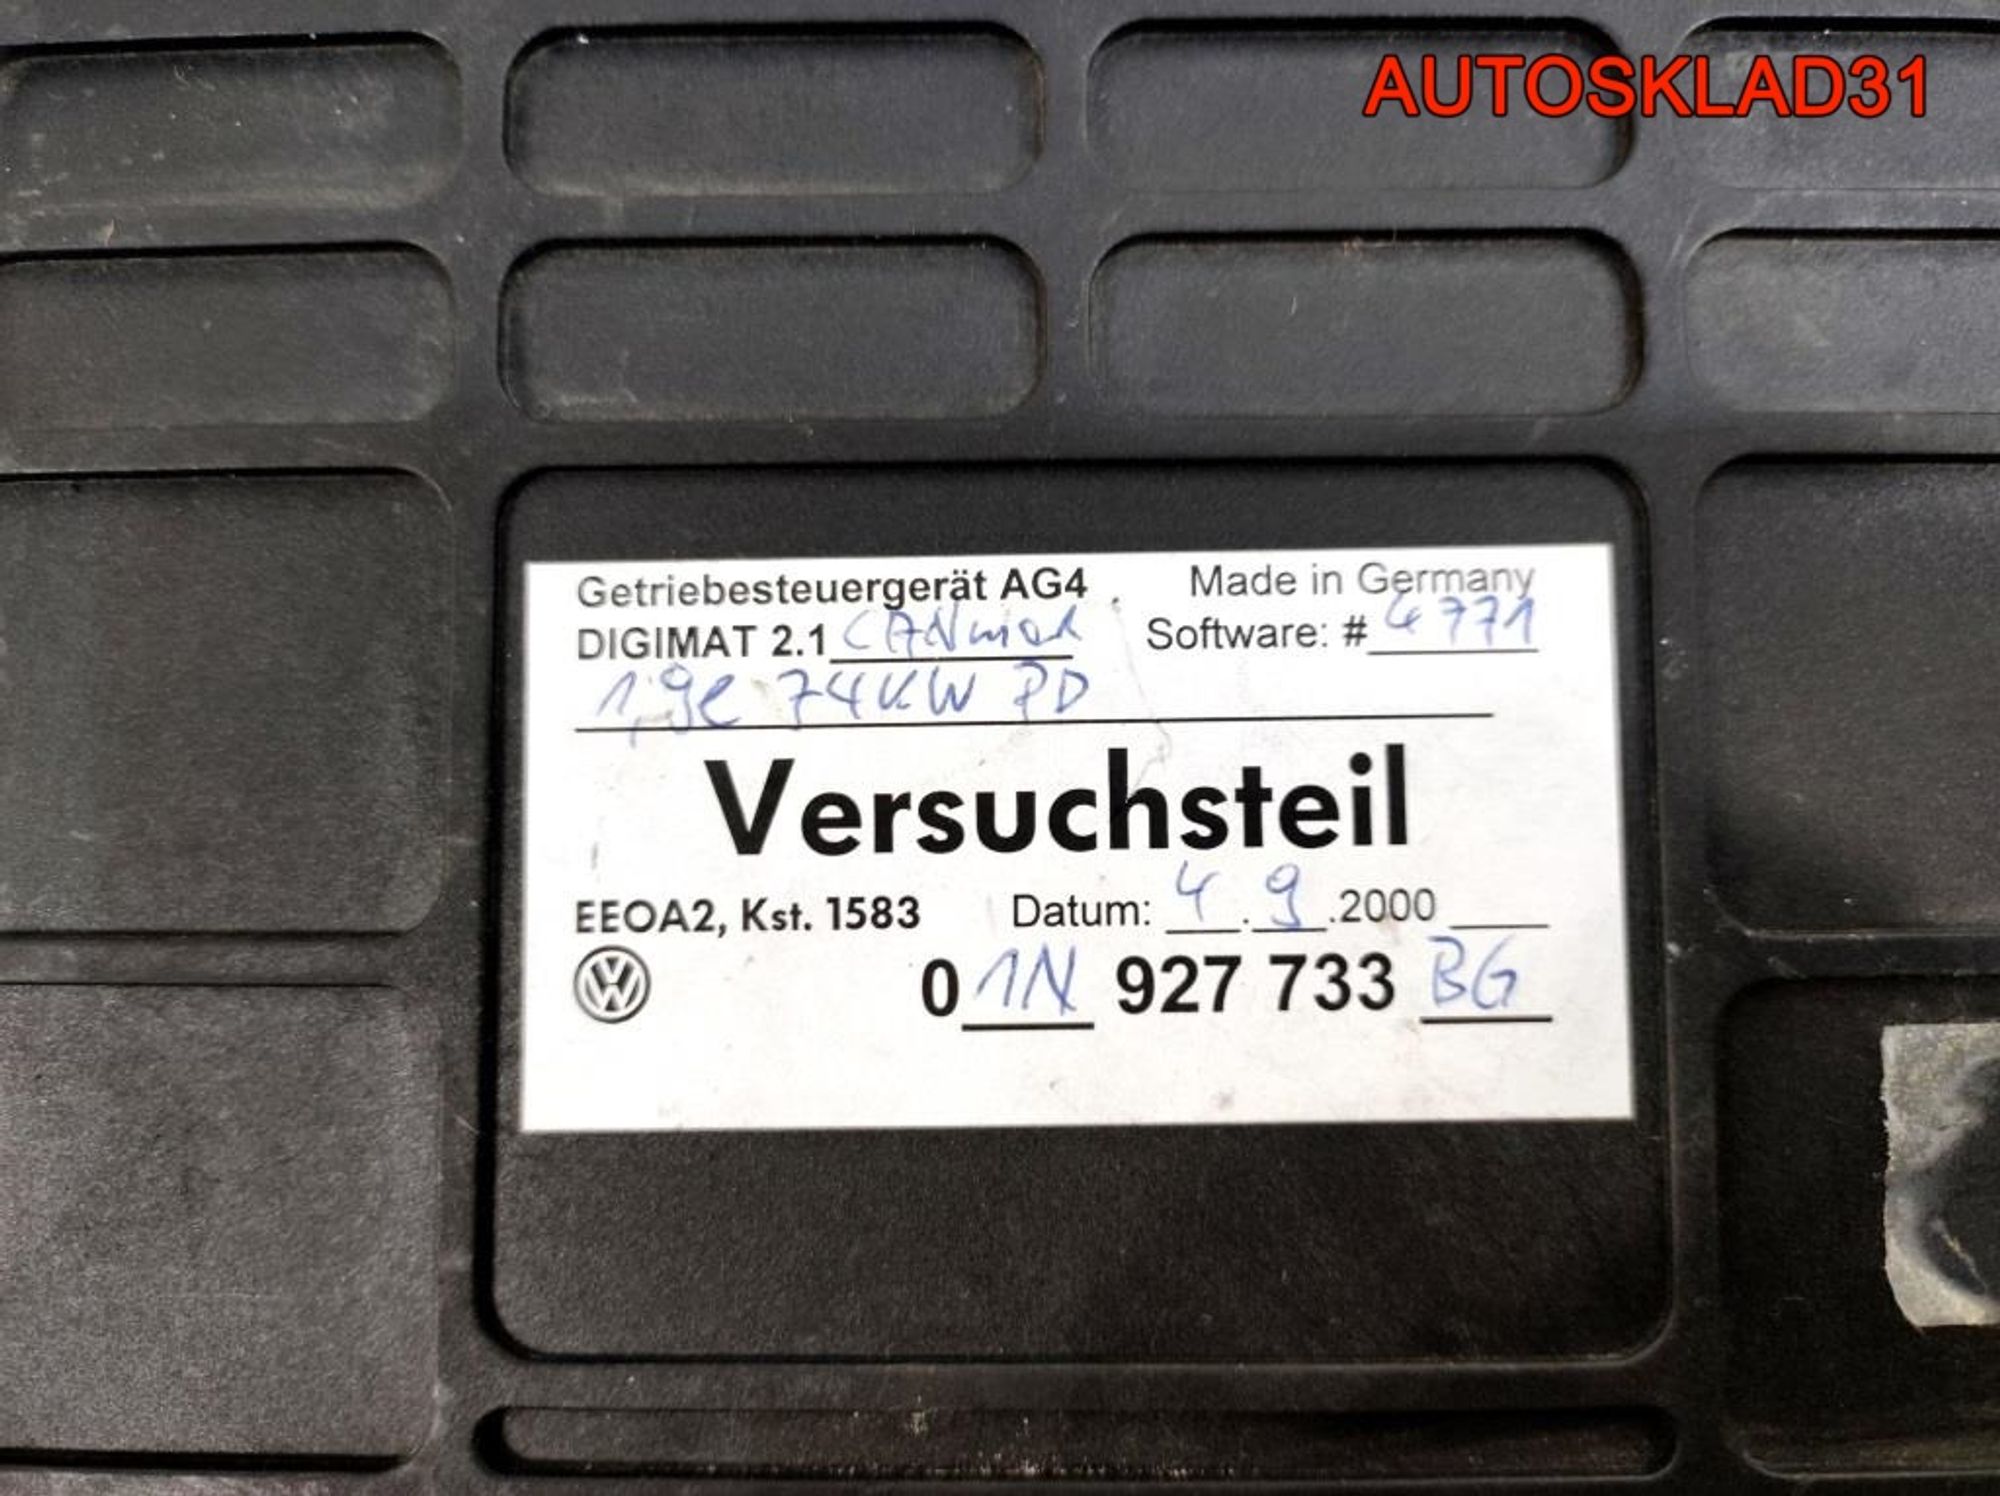 AUTOSKLAD31
Getriebesteuergerät AG4 Made in Germany
DIGIMAT 2.1 Software: # 4771
1,9l 74KW PD
Versuchsteil
EEOA2, Kst. 1583 Datum: 4.9.2000
0 1N 927 733 BG